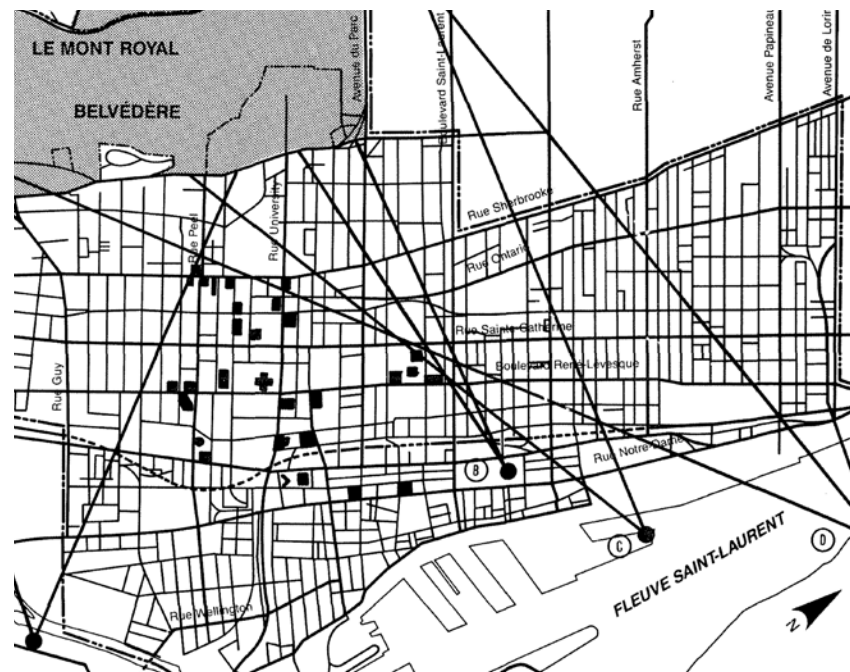 LE MONT ROYAL
BELVÉDÈRE
Avenue du Parc
Boulevard Saint-Laurent
Rue Amherst
Avenue Papineau
Avenue de Lorim
Rue Sherbrooke
Rue Peel
Rue University
Rue Ontario
Rue Sainte-Catherine
Boulevard René-Lévesque
Rue Guy
Rue Notre-Dame
B
C
D
FLEUVE SAINT-LAURENT
Rue Wellington
N